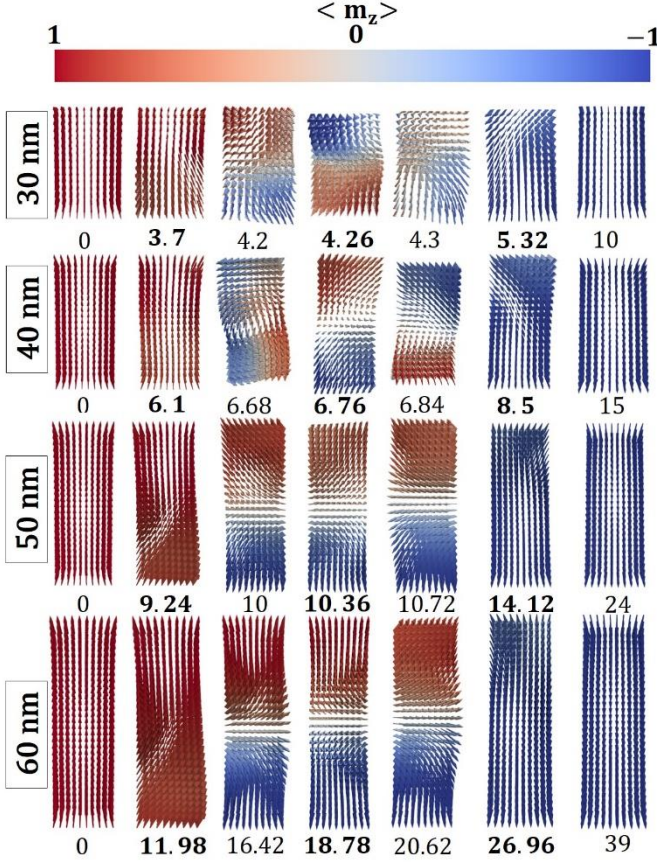 < m_z >
1 0 −1
30 nm
0 3.7 4.2 4.26 4.3 5.32 10
40 nm
0 6.1 6.68 6.76 6.84 8.5 15
50 nm
0 9.24 10 10.36 10.72 14.12 24
60 nm
0 11.98 16.42 18.78 20.62 26.96 39